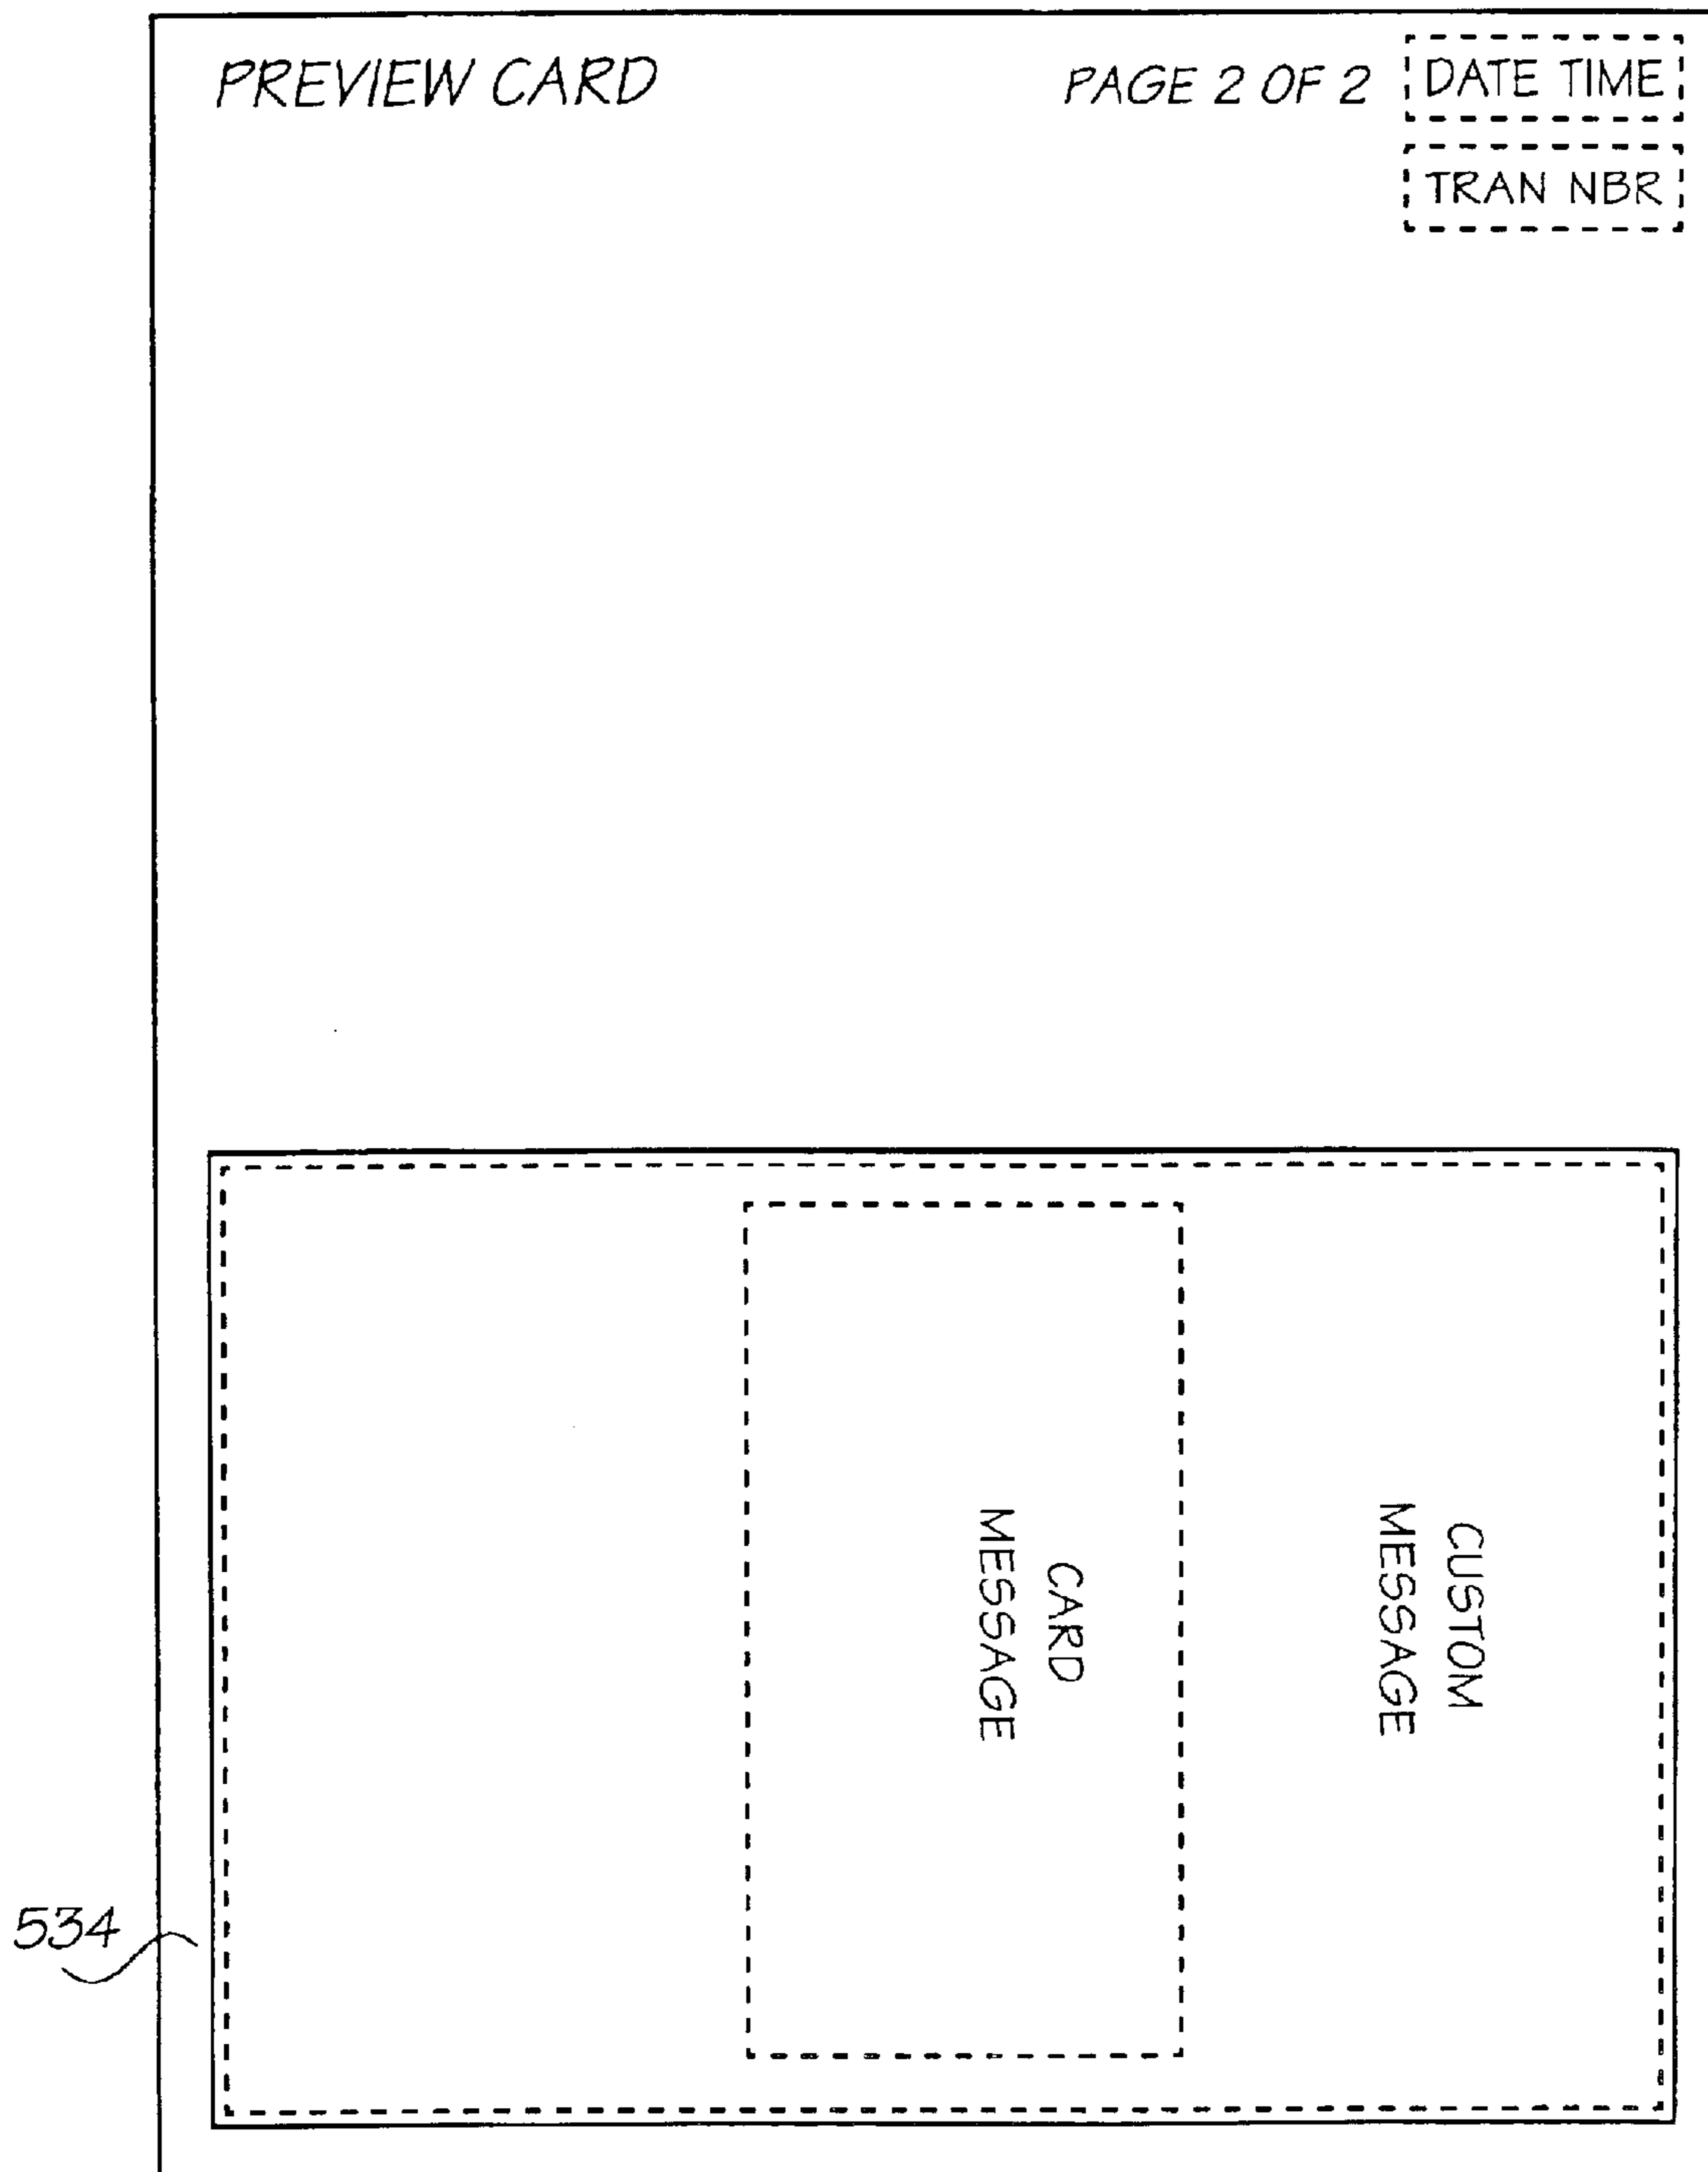 PREVIEW CARD
PAGE 2 OF 2
DATE TIME
TRAN NBR
CUSTOM
MESSAGE
CARD
MESSAGE
534